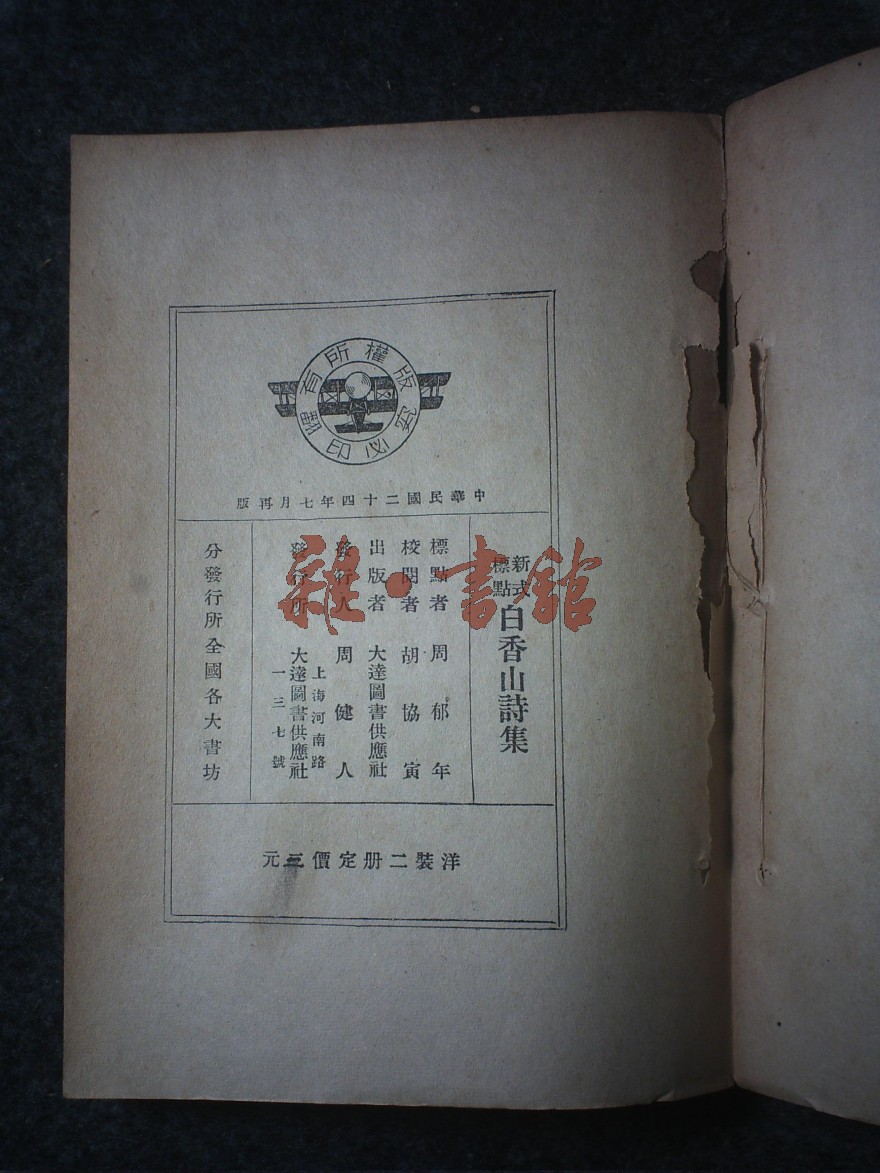 版權所有
翻印必究
中華民國二十四年七月再版
新式
標點
白香山詩集
標點者 周郁年
校閱者 胡協寅
出版者 大達圖書供應社
發行人 周健人
上海河南路
發行所 大達圖書供應社
一三七號
分發行所全國各大書坊
洋裝二册定價三元
雜·書館